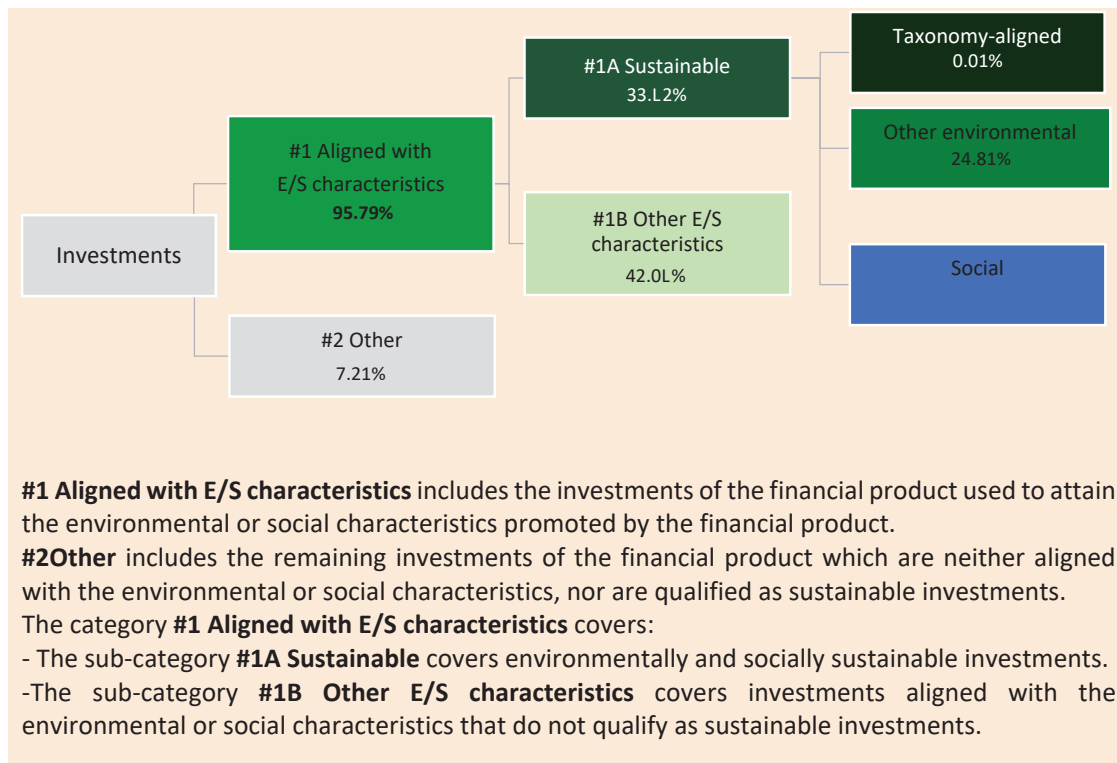 Investments
#1 Aligned with
E/S characteristics
95.79%
#2 Other
7.21%
#1A Sustainable
33.L2%
#1B Other E/S
characteristics
42.0L%
Taxonomy-aligned
0.01%
Other environmental
24.81%
Social
#1 Aligned with E/S characteristics includes the investments of the financial product used to attain
the environmental or social characteristics promoted by the financial product.
#2Other includes the remaining investments of the financial product which are neither aligned
with the environmental or social characteristics, nor are qualified as sustainable investments.
The category #1 Aligned with E/S characteristics covers:
- The sub-category #1A Sustainable covers environmentally and socially sustainable investments.
-The sub-category #1B Other E/S characteristics covers investments aligned with the
environmental or social characteristics that do not qualify as sustainable investments.